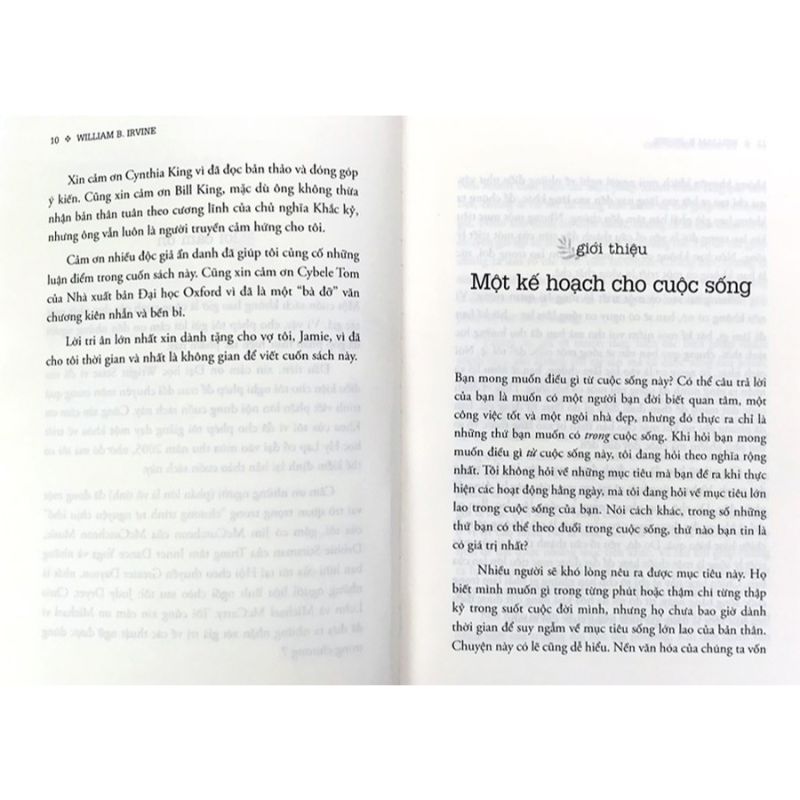 10 ❖ WILLIAM B. IRVINE
Xin cảm ơn Cynthia King vì đã đọc bản thảo và đóng góp
ý kiến. Cũng xin cảm ơn Bill King, mặc dù ông không thừa
nhận bản thân tuân theo cương lĩnh của chủ nghĩa Khắc kỷ,
nhưng ông vẫn luôn là người truyền cảm hứng cho tôi.
Cảm ơn nhiều độc giả ẩn danh đã giúp tôi củng cố những
luận điểm trong cuốn sách này. Cũng xin cảm ơn Cybele Tom
của Nhà xuất bản Đại học Oxford vì đã là một “bà đỡ” văn
chương kiên nhẫn và bền bỉ.
Lời tri ân lớn nhất xin dành tặng cho vợ tôi, Jamie, vì đã
cho tôi thời gian và nhất là không gian để viết cuốn sách này.
giới thiệu
Một kế hoạch cho cuộc sống
Bạn mong muốn điều gì từ cuộc sống này? Có thể câu trả lời
của bạn là muốn có một người bạn đời biết quan tâm, một
công việc tốt và một ngôi nhà đẹp, nhưng đó thực ra chỉ là
những thứ bạn muốn có trong cuộc sống. Khi hỏi bạn mong
muốn điều gì từ cuộc sống này, tôi đang hỏi theo nghĩa rộng
nhất. Tôi không hỏi về những mục tiêu mà bạn đề ra khi thực
hiện các hoạt động hằng ngày, mà tôi đang hỏi về mục tiêu lớn
lao trong cuộc sống của bạn. Nói cách khác, trong số những
thứ bạn có thể theo đuổi trong cuộc sống, thứ nào bạn tin là
có giá trị nhất?
Nhiều người sẽ khó lòng nêu ra được mục tiêu này. Họ
biết mình muốn gì trong từng phút hoặc thậm chí từng thập
kỷ trong suốt cuộc đời mình, nhưng họ chưa bao giờ dành
thời gian để suy ngẫm về mục tiêu sống lớn lao của bản thân.
Chuyện này có lẽ cũng dễ hiểu. Nền văn hóa của chúng ta vốn